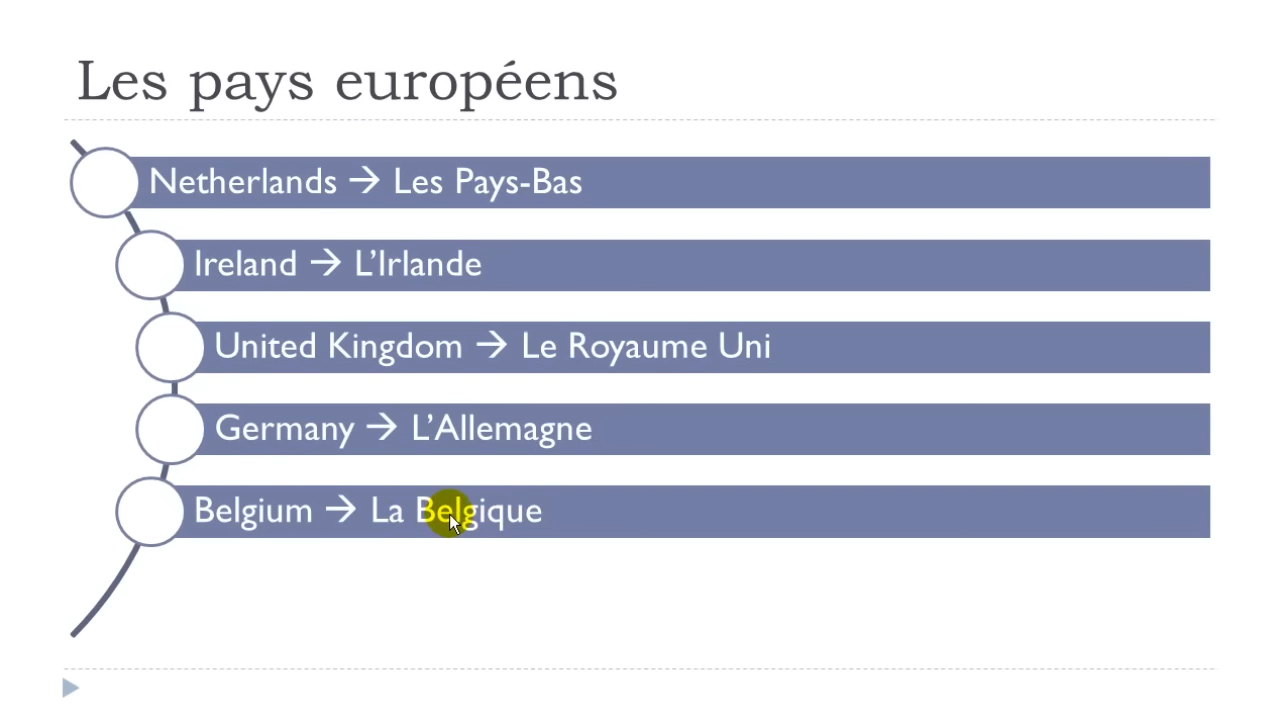 Les pays européens
Netherlands → Les Pays-Bas
Ireland → L’Irlande
United Kingdom → Le Royaume Uni
Germany → L’Allemagne
Belgium → La Belgique